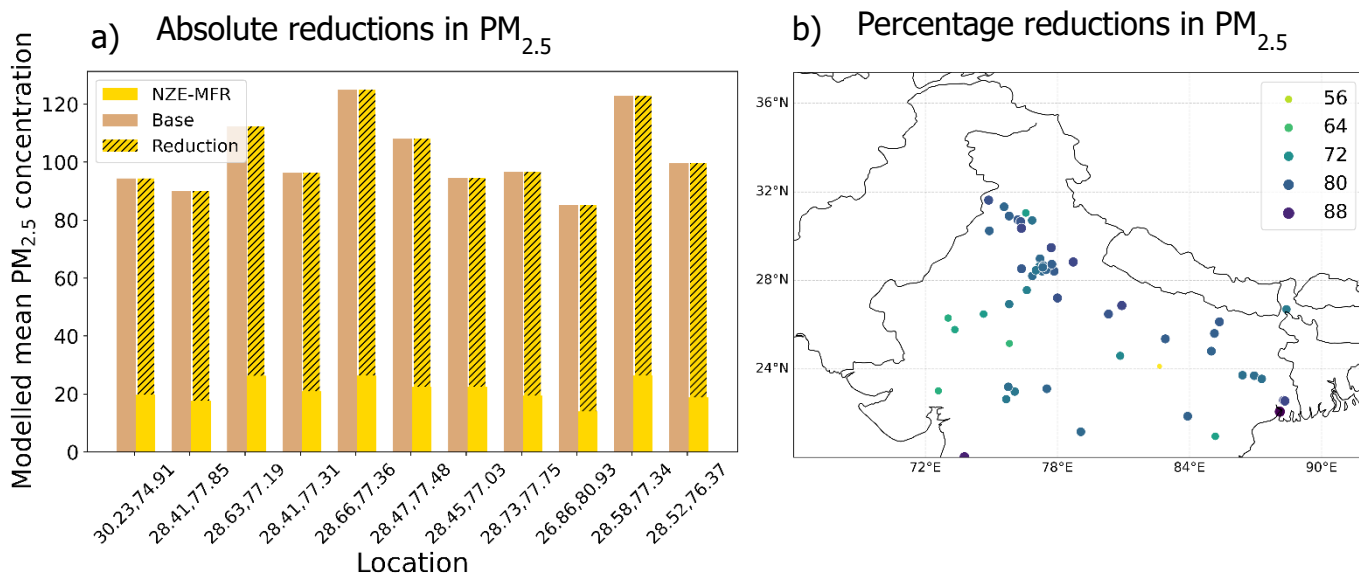 a) Absolute reductions in PM2.5
Modelled mean PM2.5 concentration
120
100
80
60
40
20
0
NZE-MFR
Base
Reduction
30.23,74.91
28.41,77.85
28.63,77.19
28.41,77.31
28.66,77.36
28.47,77.48
28.45,77.03
28.73,77.75
26.86,80.93
28.58,77.34
28.52,76.37
Location
b) Percentage reductions in PM2.5
36°N
32°N
28°N
24°N
72°E
78°E
84°E
90°E
56
64
72
80
88